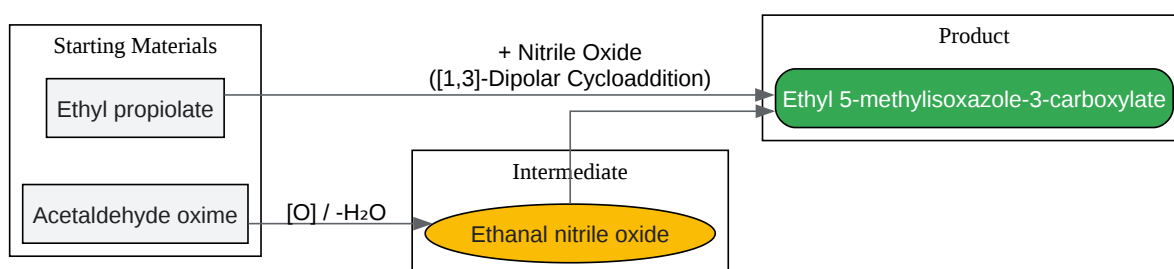 Starting Materials
Ethyl propiolate
Acetaldehyde oxime
[O] / -H₂O
+ Nitrile Oxide
([1,3]-Dipolar Cycloaddition)
Intermediate
Ethanal nitrile oxide
Product
Ethyl 5-methylisoxazole-3-carboxylate